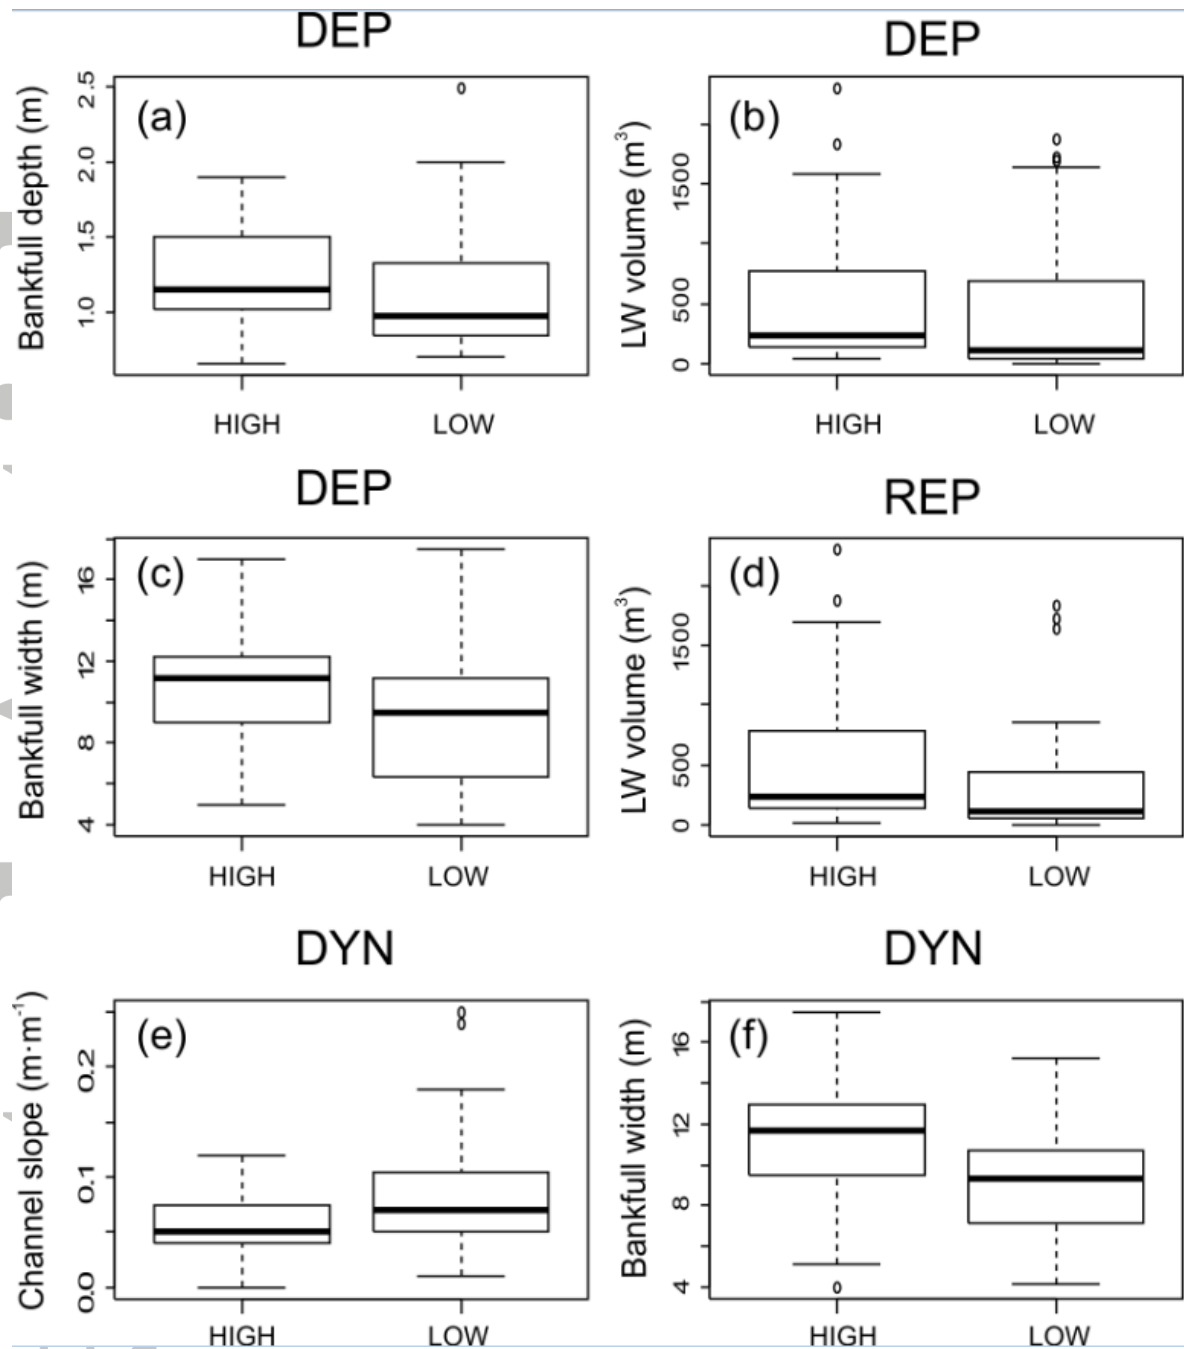 DEP
DEP
Bankfull depth (m)
2.5
2.0
1.5
1.0
(a)
HIGH
LOW
LW volume (m³)
1500
500
0
(b)
HIGH
LOW
DEP
REP
Bankfull width (m)
16
12
8
4
(c)
HIGH
LOW
LW volume (m³)
1500
500
0
(d)
HIGH
LOW
DYN
DYN
Channel slope (m·m⁻¹)
0.2
0.1
0.0
(e)
HIGH
LOW
Bankfull width (m)
16
12
8
4
(f)
HIGH
LOW